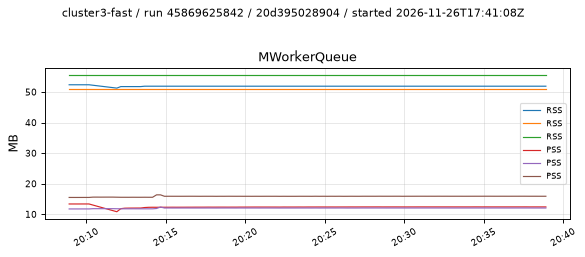 cluster3-fast / run 45869625842 / 20d395028904 / started 2026-11-26T17:41:08Z
MWorkerQueue
MB
50
40
30
20
10
RSS
RSS
RSS
PSS
PSS
PSS
20:10
20:15
20:20
20:25
20:30
20:35
20:40